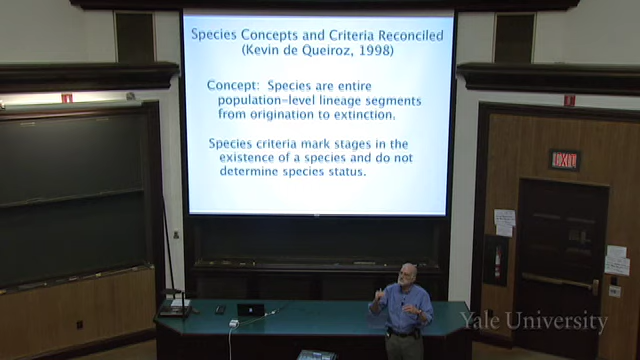 Species Concepts and Criteria Reconciled
(Kevin de Queiroz, 1998)
Concept: Species are entire
population-level lineage segments
from origination to extinction.
Species criteria mark stages in the
existence of a species and do not
determine species status.
Yale University